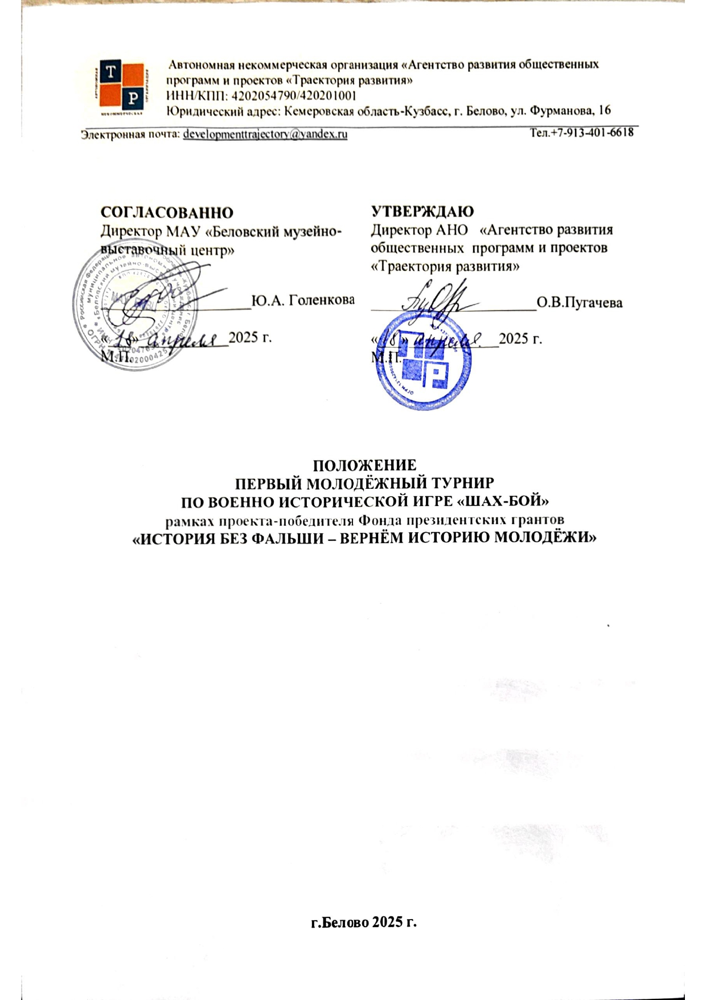 Т
Р
НЕКОММЕРЧЕСКАЯ
Автономная некоммерческая организация «Агентство развития общественных
программ и проектов «Траектория развития»
ИНН/КПП: 4202054790/420201001
Юридический адрес: Кемеровская область-Кузбасс, г. Белово, ул. Фурманова, 16
Электронная почта: developmenttrajectory@yandex.ru Тел.+7-913-401-6618
СОГЛАСОВАННО
Директор МАУ «Беловский музейно-
выставочный центр»
Ю.А. Голенкова
«18» апреля 2025 г.
М.П.
УТВЕРЖДАЮ
Директор АНО «Агентство развития
общественных программ и проектов
«Траектория развития»
О.В.Пугачева
«18» апреля 2025 г.
М.П.
ПОЛОЖЕНИЕ
ПЕРВЫЙ МОЛОДЁЖНЫЙ ТУРНИР
ПО ВОЕННО ИСТОРИЧЕСКОЙ ИГРЕ «ШАХ-БОЙ»
рамках проекта-победителя Фонда президентских грантов
«ИСТОРИЯ БЕЗ ФАЛЬШИ – ВЕРНЁМ ИСТОРИЮ МОЛОДЁЖИ»
г.Белово 2025 г.